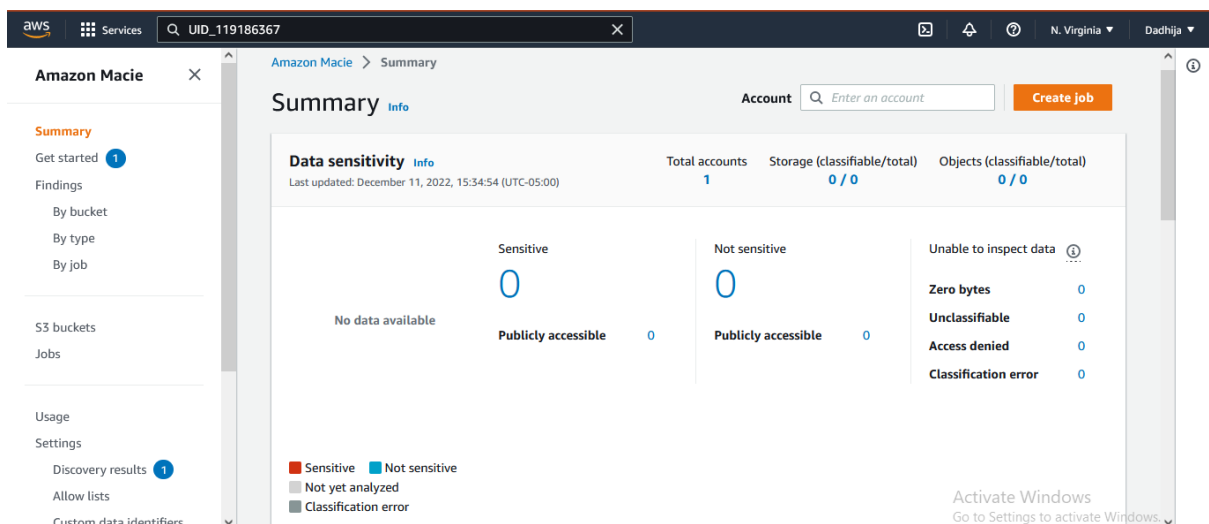 aws Services UID_119186367 N. Virginia Dadhija
Amazon Macie
Summary
Get started 1
Findings
By bucket
By type
By job
S3 buckets
Jobs
Usage
Settings
Discovery results 1
Allow lists
Custom data identifiers
Amazon Macie > Summary
Summary Info
Account Enter an account Create job
Data sensitivity Info
Last updated: December 11, 2022, 15:34:54 (UTC-05:00)
Total accounts Storage (classifiable/total) Objects (classifiable/total)
1 0 / 0 0 / 0
No data available
Sensitive
0
Publicly accessible 0
Not sensitive
0
Publicly accessible 0
Unable to inspect data
Zero bytes 0
Unclassifiable 0
Access denied 0
Classification error 0
Sensitive Not sensitive
Not yet analyzed
Classification error
Activate Windows
Go to Settings to activate Windows.